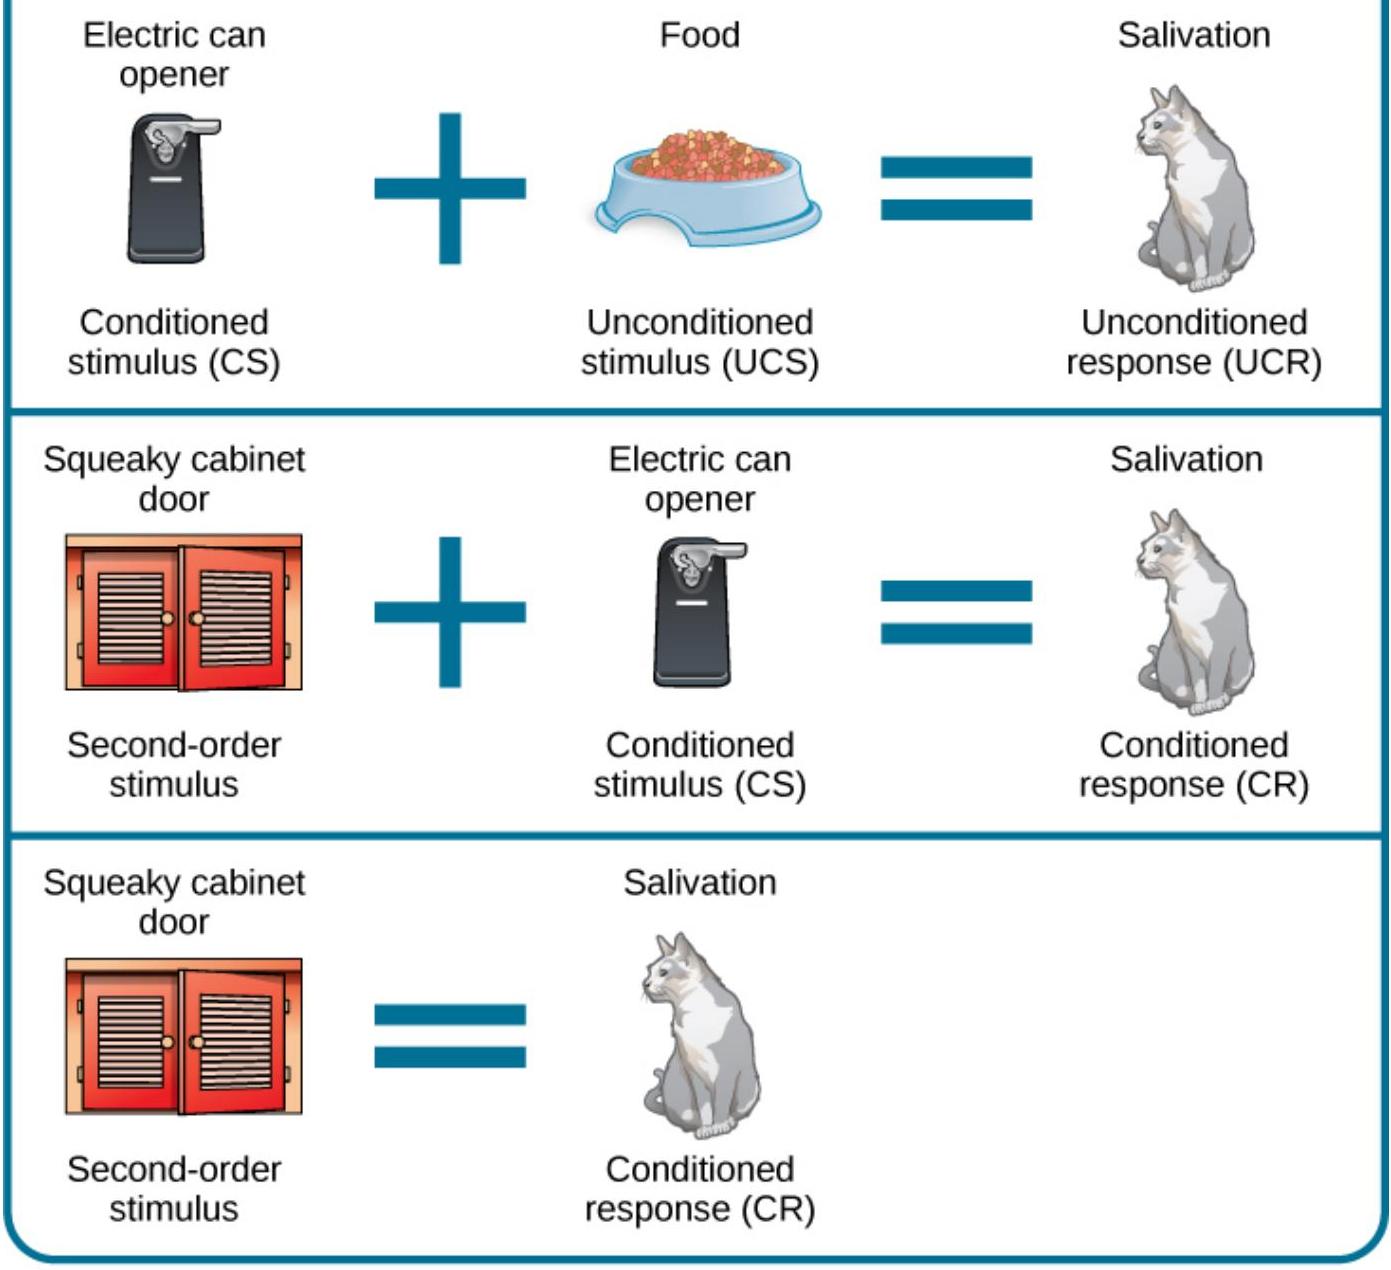 Electric can
opener
Food
Salivation
Conditioned
stimulus (CS)
Unconditioned
stimulus (UCS)
Unconditioned
response (UCR)
Squeaky cabinet
door
Electric can
opener
Salivation
Second-order
stimulus
Conditioned
stimulus (CS)
Conditioned
response (CR)
Squeaky cabinet
door
Salivation
Second-order
stimulus
Conditioned
response (CR)